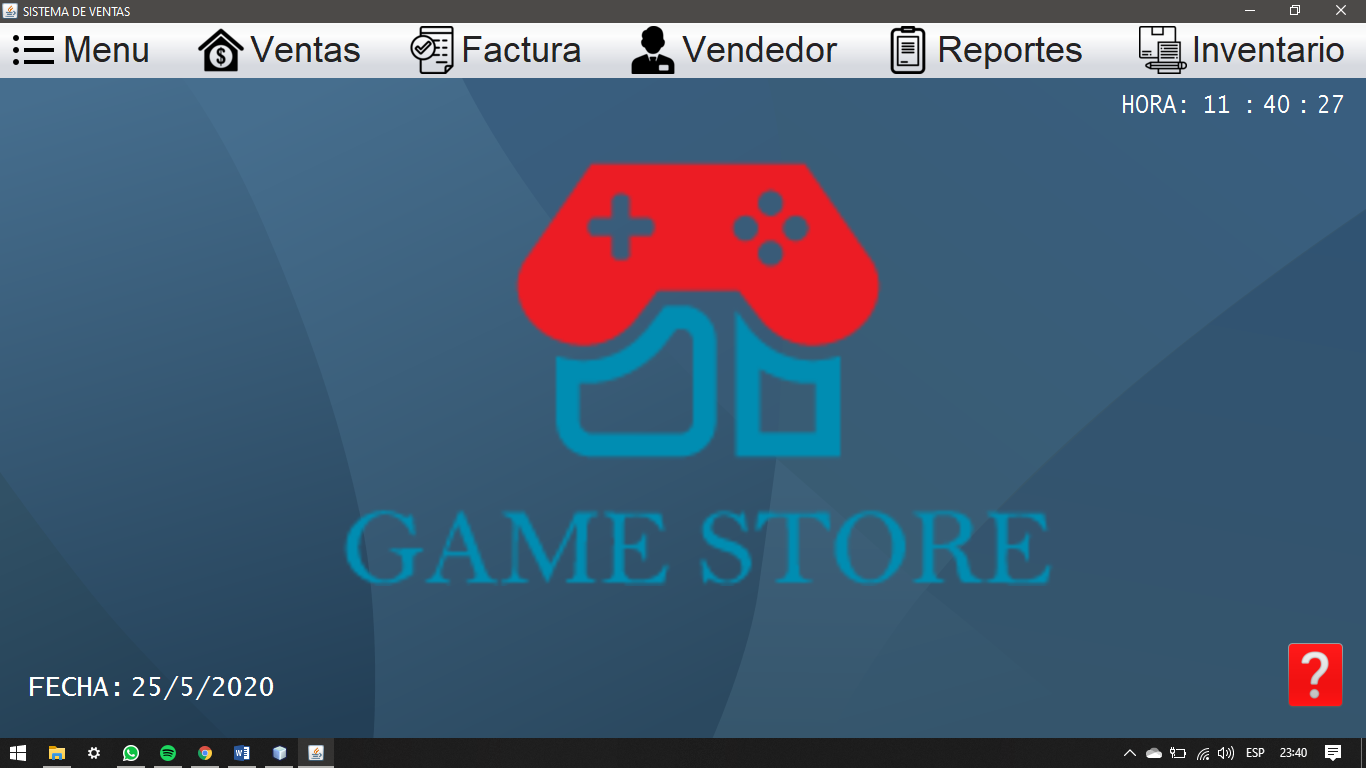 SISTEMA DE VENTAS
Menu Ventas Factura Vendedor Reportes Inventario
HORA: 11 : 40 : 27
GAME STORE
?
FECHA: 25/5/2020
ESP 23:40